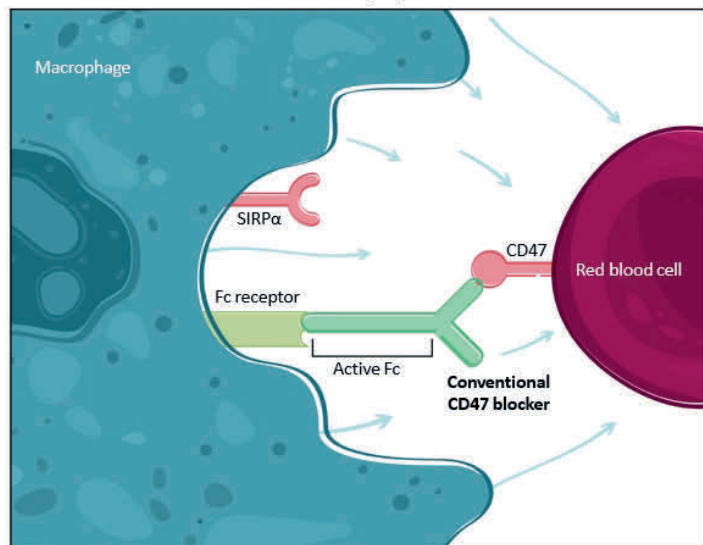 Macrophage
SIRPα
CD47
Red blood cell
Fc receptor
Active Fc
Conventional
CD47 blocker